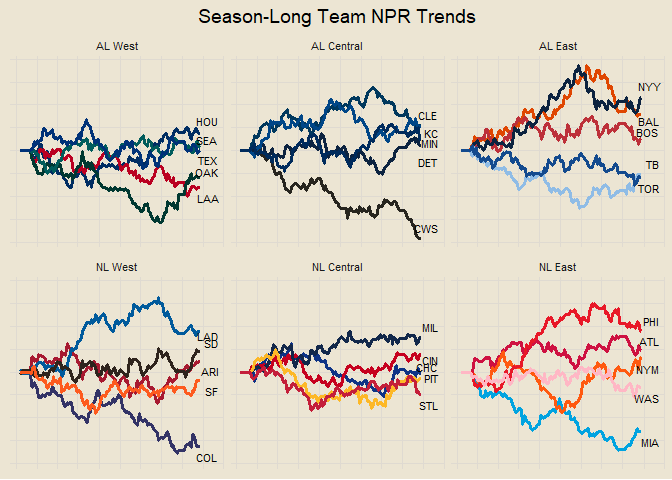 Season-Long Team NPR Trends
AL West
AL Central
AL East
HOU
SEA
TEX
OAK
LAA
CLE
KC
MIN
DET
CWS
NYY
BAL
BOS
TB
TOR
NL West
NL Central
NL East
LAD
SD
ARI
SF
COL
MIL
CIN
CHC
PIT
STL
PHI
ATL
NYM
WAS
MIA